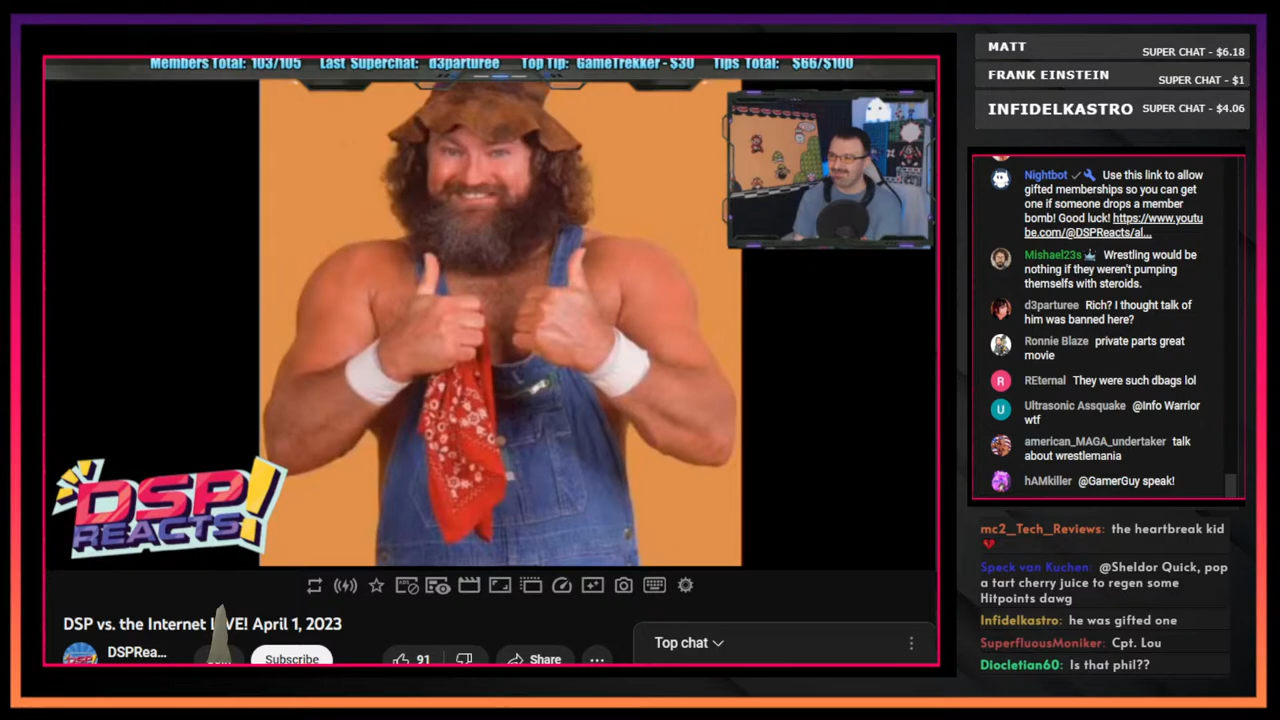 Members Total: 103/105 Last Superchat: d3parturee Top Tip: GameTrekker - $30 Tips Total: $66/$100
DSP
REACTS!
DSP vs. the Internet L VE! April 1, 2023
DSPRea...
Subscribe
91
Share
Top chat
MATT SUPER CHAT - $6.18
FRANK EINSTEIN SUPER CHAT - $1
INFIDELKASTRO SUPER CHAT - $4.06
Nightbot Use this link to allow
gifted memberships so you can get
one if someone drops a member
bomb! Good luck! https://www.youtu
be.com/@DSPReacts/al...
Mishael23s Wrestling would be
nothing if they weren't pumping
themselfs with steroids.
d3parturee Rich? I thought talk of
him was banned here?
Ronnie Blaze private parts great
movie
REternal They were such dbags lol
Ultrasonic Assquake @Info Warrior
wtf
american_MAGA_undertaker talk
about wrestlemania
hAMkiller @GamerGuy speak!
mc2_Tech_Reviews: the heartbreak kid
Speck van Kuchen: @Sheldor Quick, pop
a tart cherry juice to regen some
Hitpoints dawg
Infidelkastro: he was gifted one
SuperfluousMoniker: Cpt. Lou
Diocletian60: Is that phil??